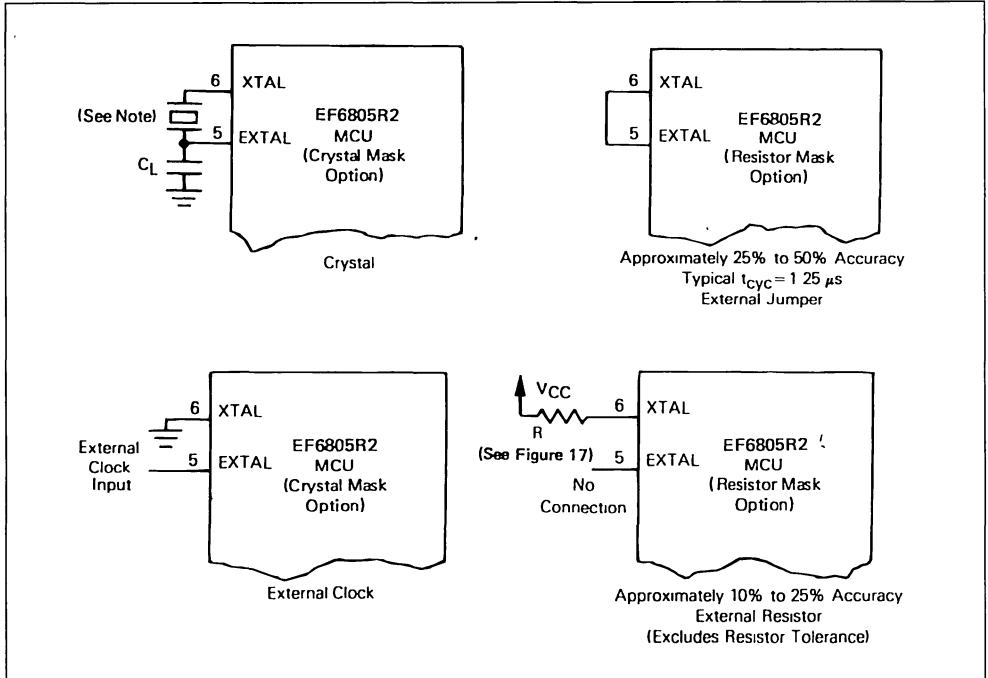 6 XTAL
(See Note)
5 EXTAL
CL
EF6805R2
MCU
(Crystal Mask
Option)
Crystal
6 XTAL
5 EXTAL
EF6805R2
MCU
(Resistor Mask
Option)
Approximately 25% to 50% Accuracy
Typical tcyc = 1 25 μs
External Jumper
6 XTAL
External
Clock
Input
5 EXTAL
EF6805R2
MCU
(Crystal Mask
Option)
External Clock
VCC
R
(See Figure 17)
6 XTAL
5 EXTAL
No
Connection
EF6805R2
MCU
(Resistor Mask
Option)
Approximately 10% to 25% Accuracy
External Resistor
(Excludes Resistor Tolerance)